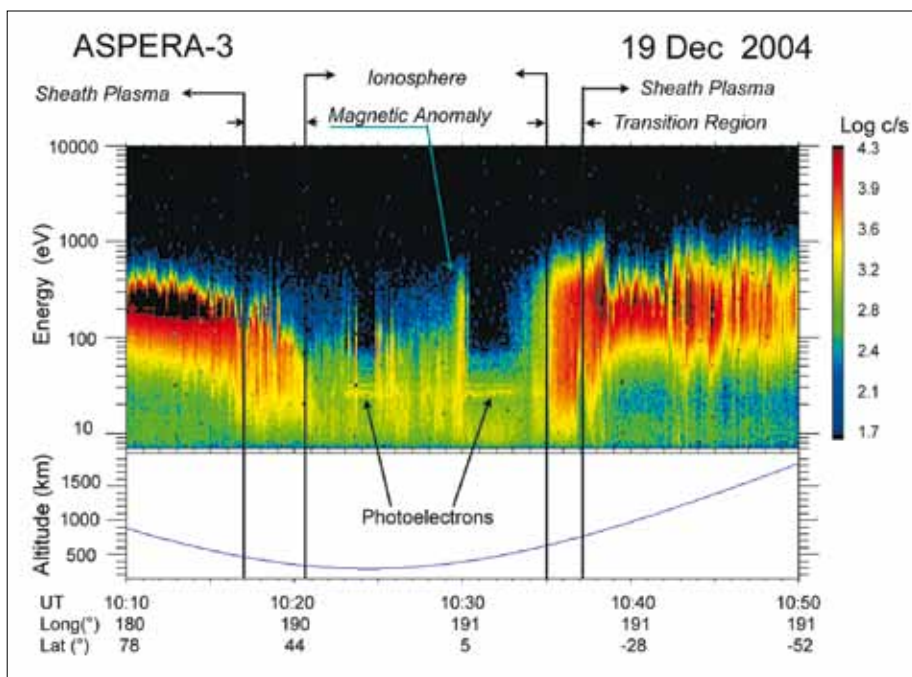 ASPERA-3 19 Dec 2004
Ionosphere
Sheath Plasma Sheath Plasma
Magnetic Anomaly Transition Region
Log c/s
10000
1000
100
10
Energy (eV)
4.3
3.9
3.6
3.2
2.8
2.4
2.1
1.7
1500
1000
500
Altitude (km)
Photoelectrons
UT 10:10 10:20 10:30 10:40 10:50
Long(°) 180 190 191 191 191
Lat (°) 78 44 5 -28 -52